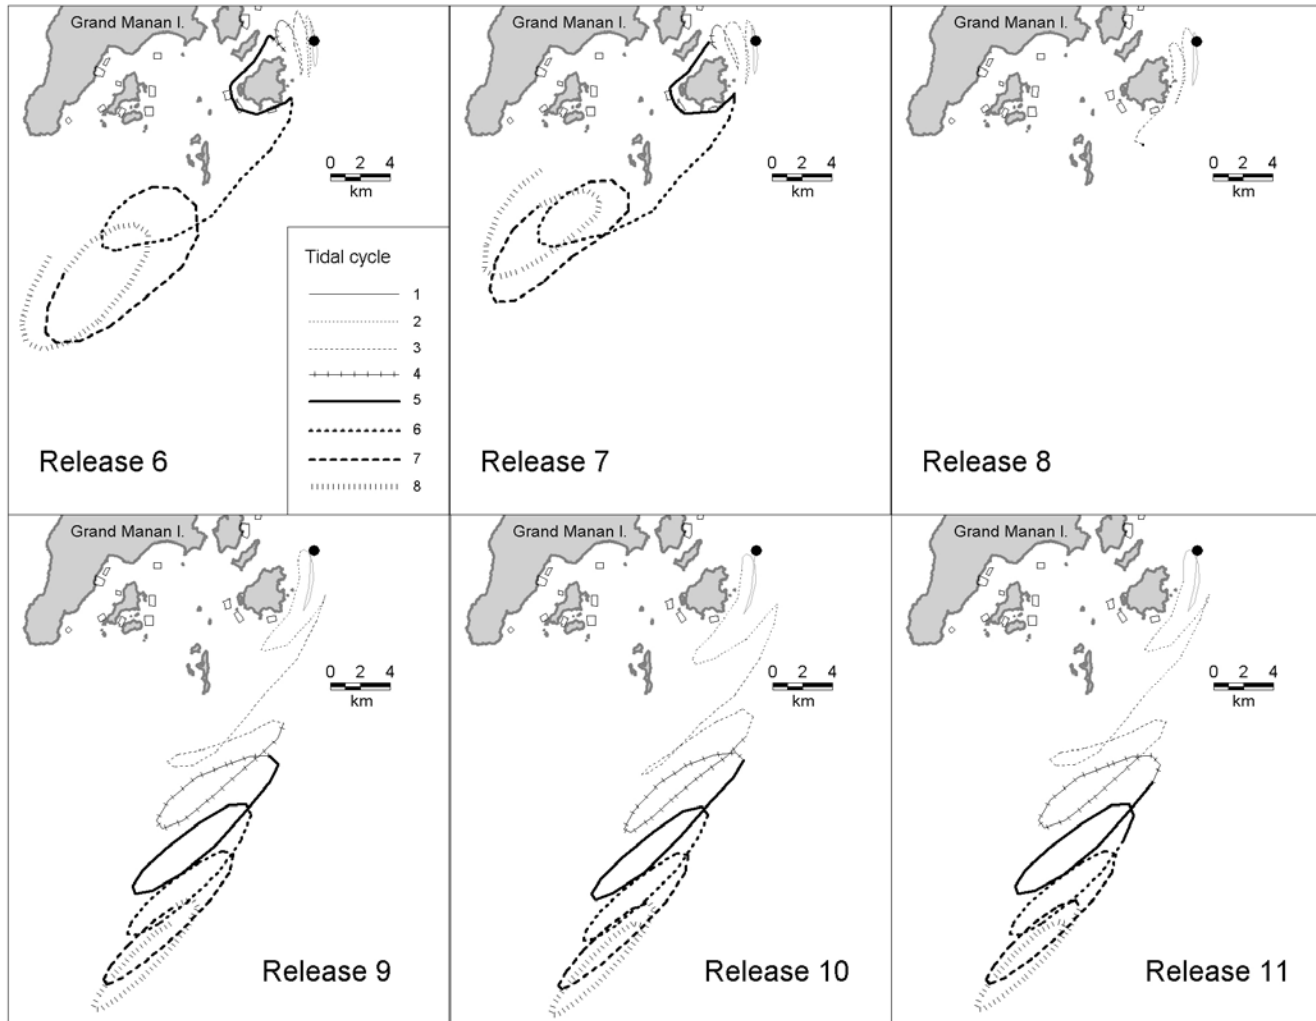 Grand Manan I.
0 2 4
km
Release 6
Tidal cycle
1
2
3
4
5
6
7
8
Grand Manan I.
0 2 4
km
Release 7
Grand Manan I.
0 2 4
km
Release 8
Grand Manan I.
0 2 4
km
Release 9
Grand Manan I.
0 2 4
km
Release 10
Grand Manan I.
0 2 4
km
Release 11